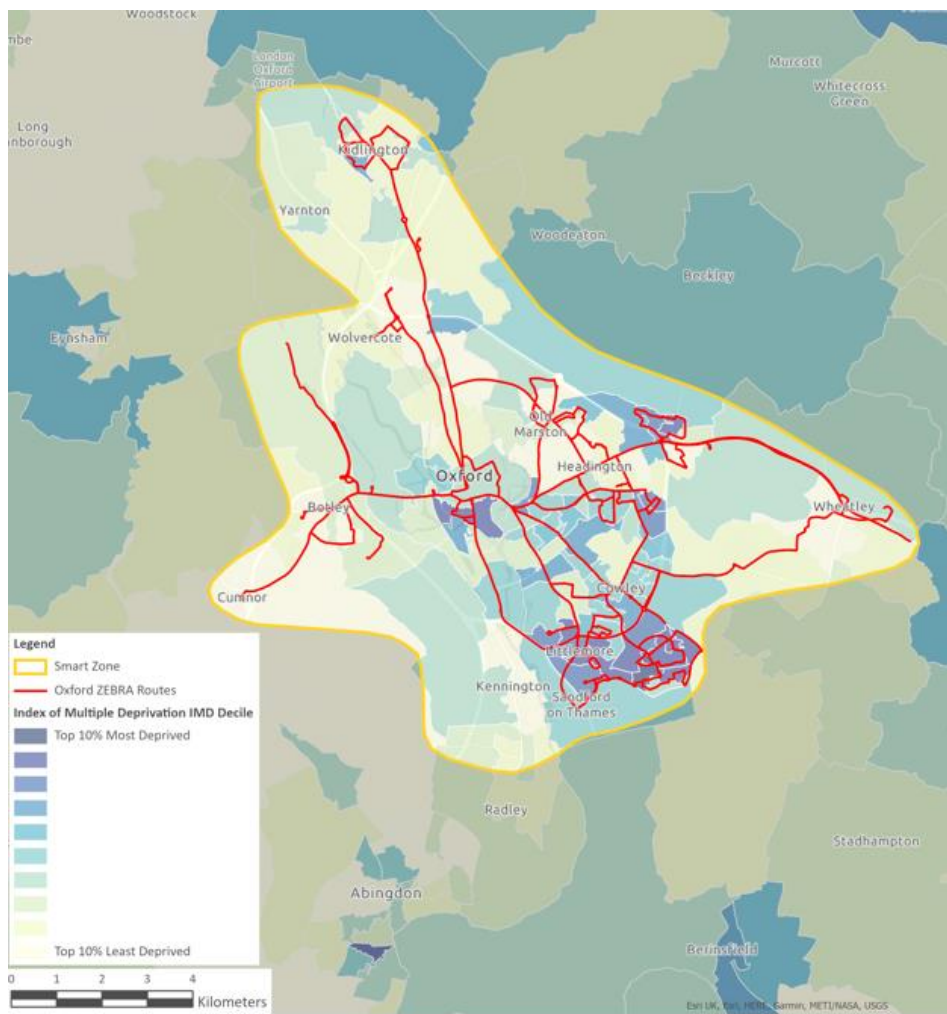 Woodstock
mbe
London
Oxford
Airport
Murcott
Whitecross
Green
Long
anborough
Kidlington
Yarnton
Woodeaton
Beckley
Eynsham
Wolvercote
Old
Marston
Headington
Oxford
Botley
Wheatley
Cumnor
Cowley
Littlemore
Kennington
Sandford
on Thames
Radley
Stadhampton
Abingdon
Berinsfield
Legend
Smart Zone
Oxford ZEBRA Routes
Index of Multiple Deprivation IMD Decile
Top 10% Most Deprived
Top 10% Least Deprived
0 1 2 3 4
Kilometers
Esri UK, Esri, HERE, Garmin, METI/NASA, USGS